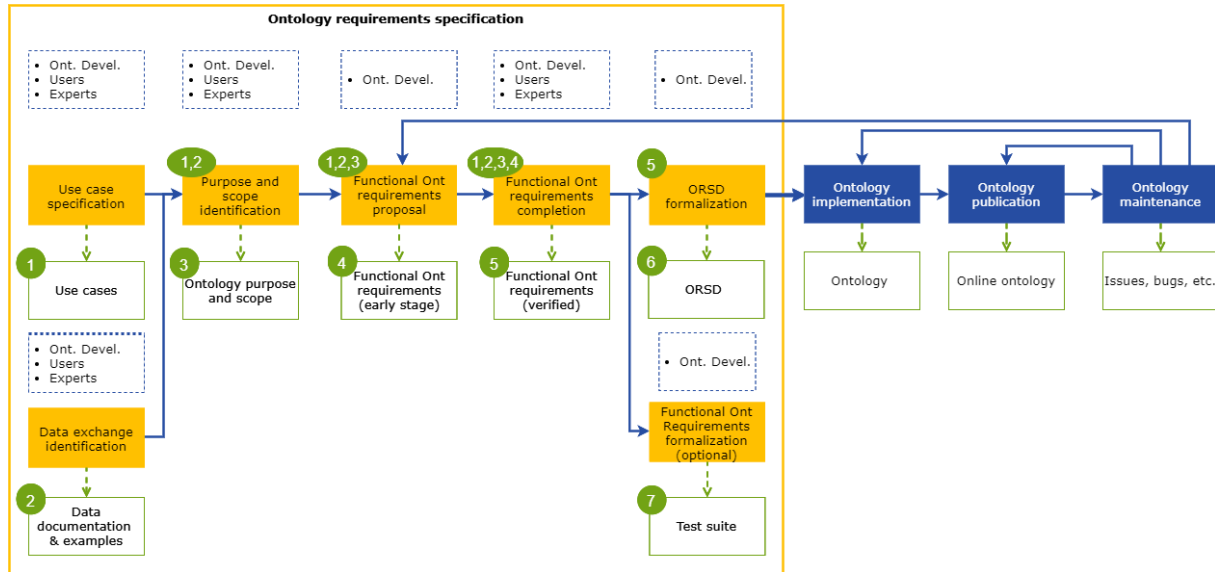 Ontology requirements specification
• Ont. Devel.
• Users
• Experts
• Ont. Devel.
• Users
• Experts
• Ont. Devel.
• Ont. Devel.
• Users
• Experts
• Ont. Devel.
Use case
specification
1,2
Purpose and
scope
identification
1,2,3
Functional Ont
requirements
proposal
1,2,3,4
Functional Ont
requirements
completion
5
ORSD
formalization
Ontology
implementation
Ontology
publication
Ontology
maintenance
1
Use cases
3
Ontology purpose
and scope
4
Functional Ont
requirements
(early stage)
5
Functional Ont
requirements
(verified)
6
ORSD
Ontology
Online ontology
Issues, bugs, etc.
• Ont. Devel.
• Users
• Experts
• Ont. Devel.
Data exchange
identification
Functional Ont
Requirements
formalization
(optional)
2
Data
documentation
& examples
7
Test suite